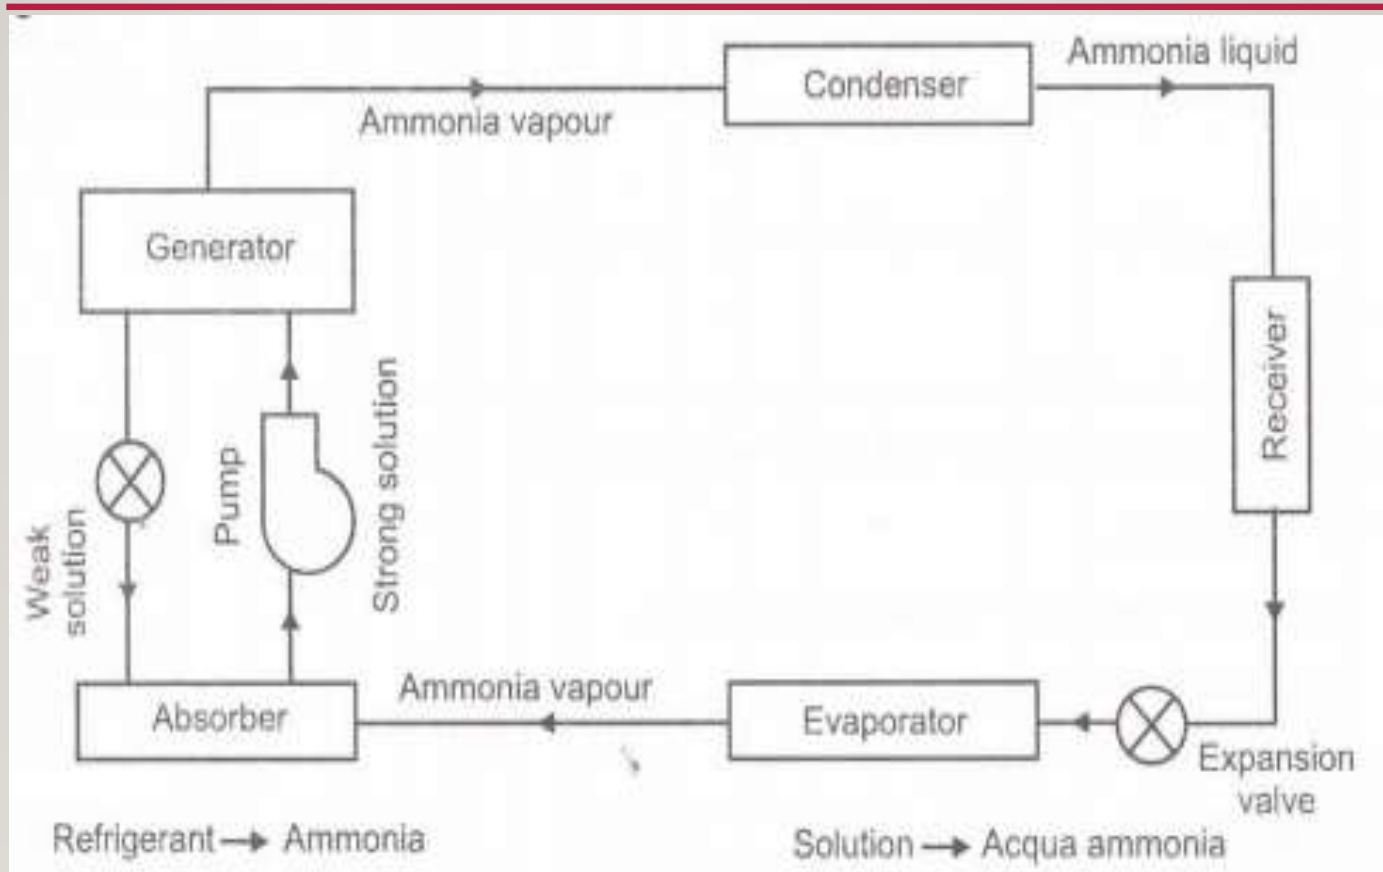 Ammonia liquid
Condenser
Ammonia vapour
Generator
Receiver
Pump
Strong solution
Weak
solution
Ammonia vapour
Absorber
Evaporator
Expansion
valve
Refrigerant → Ammonia
Solution → Acqua ammonia